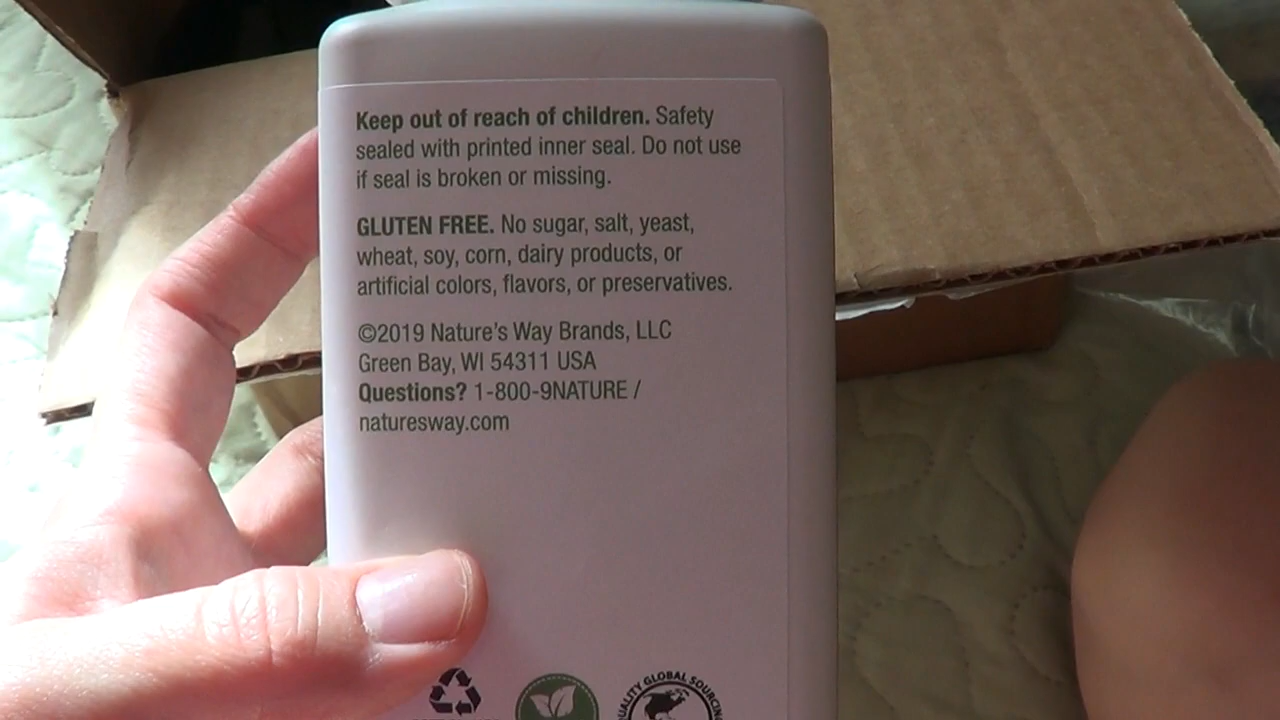 Keep out of reach of children. Safety
sealed with printed inner seal. Do not use
if seal is broken or missing.
GLUTEN FREE. No sugar, salt, yeast,
wheat, soy, corn, dairy products, or
artificial colors, flavors, or preservatives.
©2019 Nature's Way Brands, LLC
Green Bay, WI 54311 USA
Questions? 1-800-9NATURE /
naturesway.com
QUALITY GLOBAL SOURCING